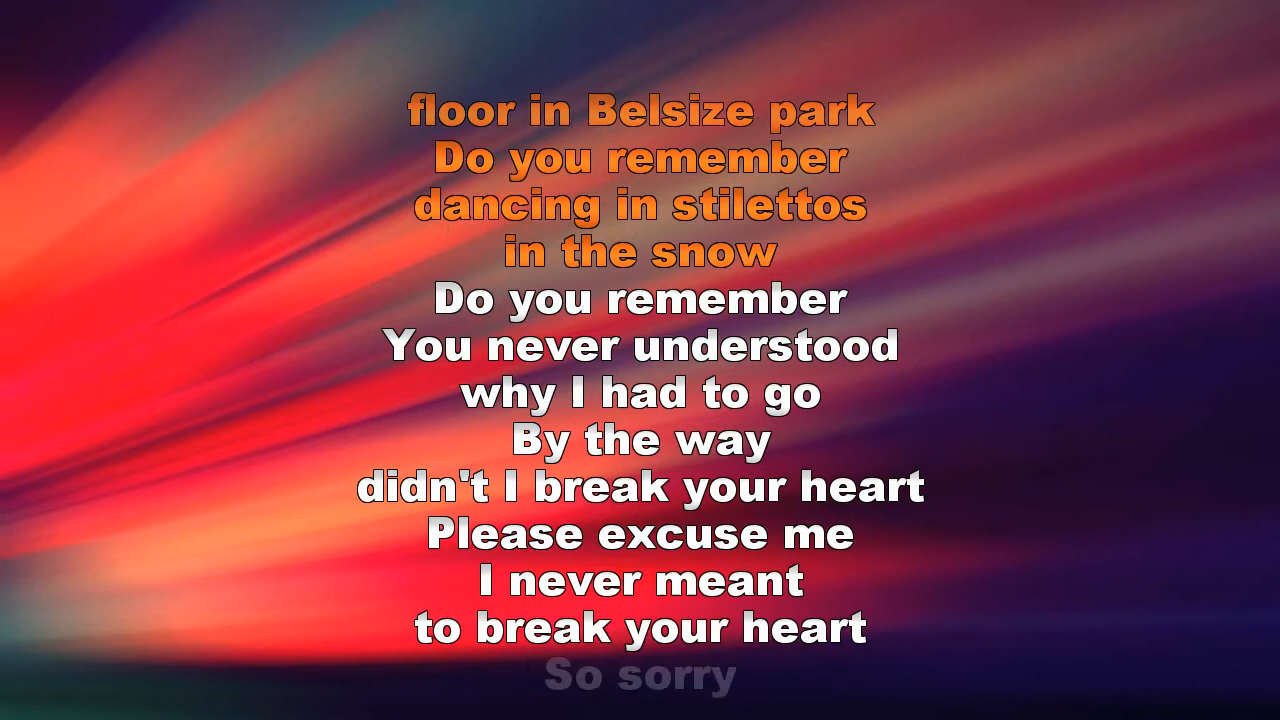 floor in Belsize park
Do you remember
dancing in stilettos
in the snow
Do you remember
You never understood
why I had to go
By the way
didn't I break your heart
Please excuse me
I never meant
to break your heart
So sorry